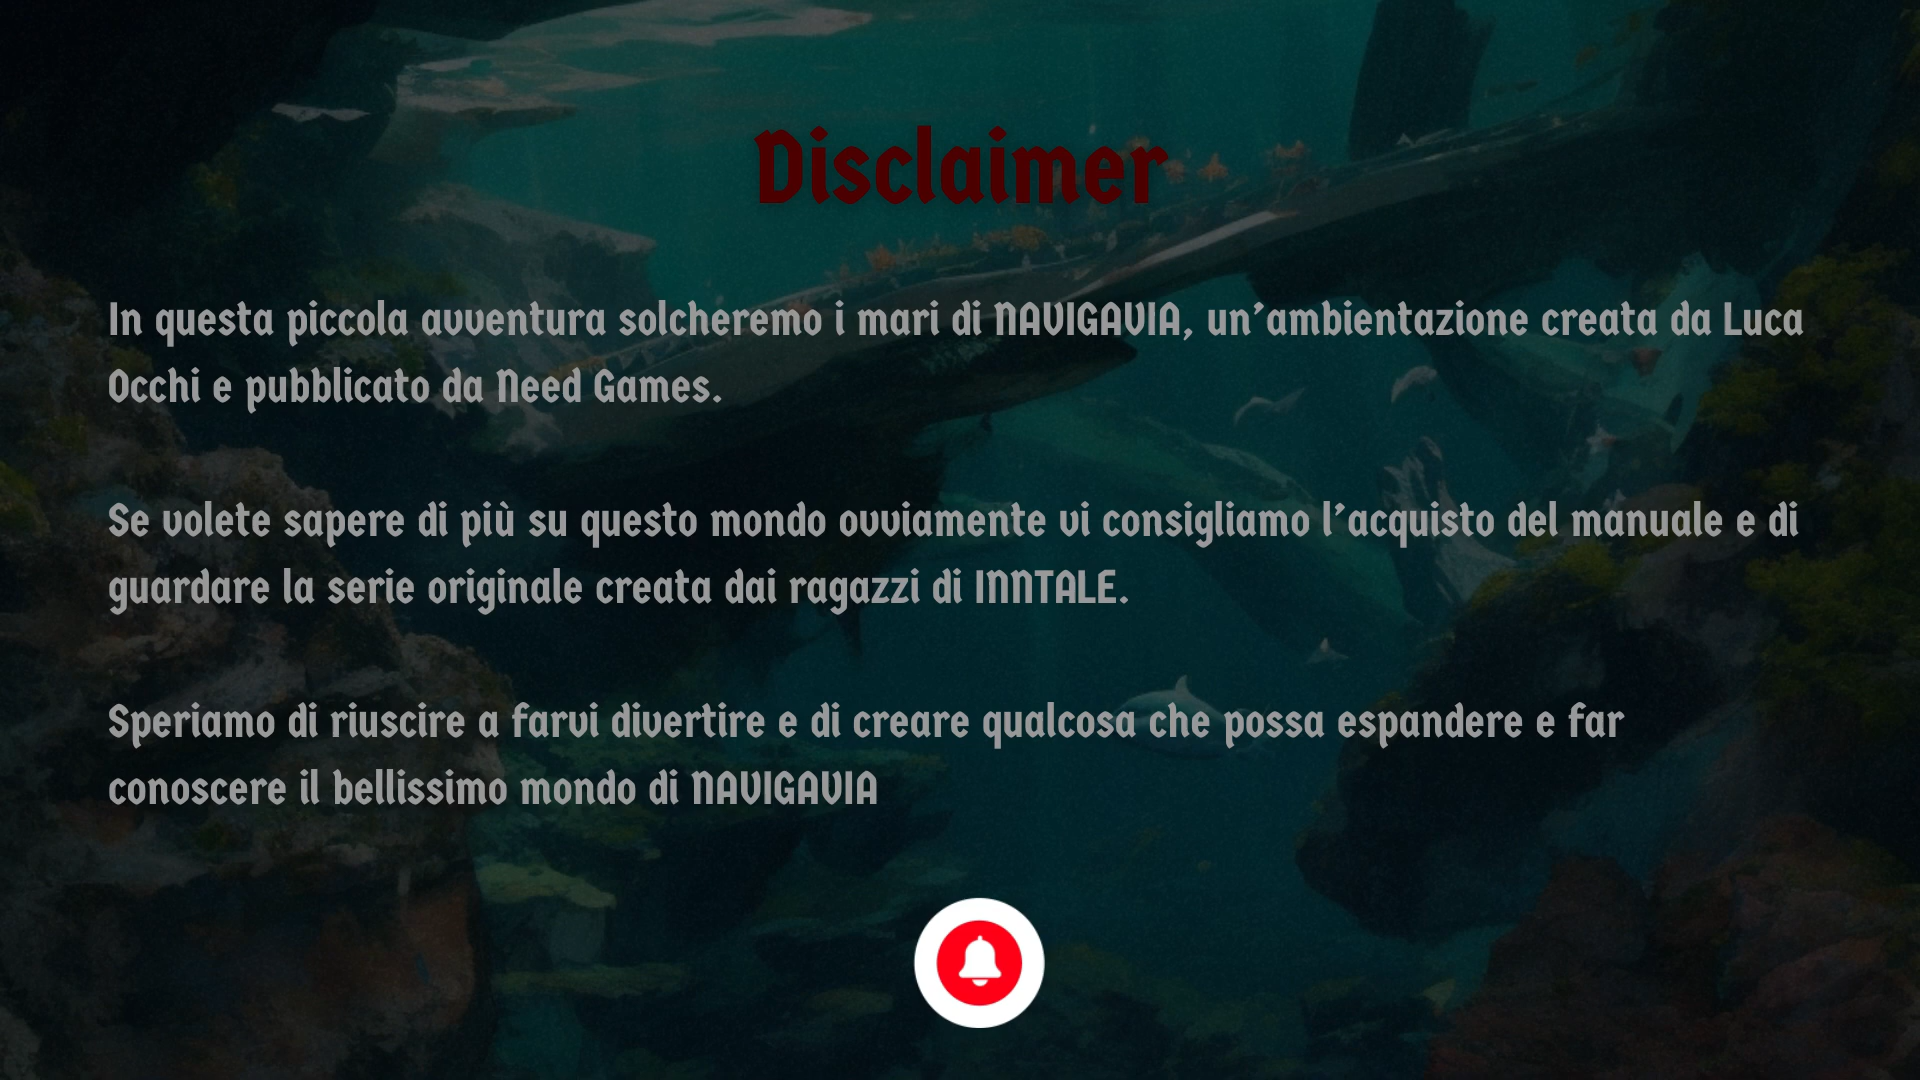 Disclaimer
In questa piccola avventura solcheremo i mari di NAVIGAVIA, un'ambientazione creata da Luca
Occhi e pubblicato da Need Games.
Se volete sapere di più su questo mondo ovviamente vi consigliamo l'acquisto del manuale e di
guardare la serie originale creata dai ragazzi di INNTALE.
Speriamo di riuscire a farvi divertire e di creare qualcosa che possa espandere e far
conoscere il bellissimo mondo di NAVIGAVIA